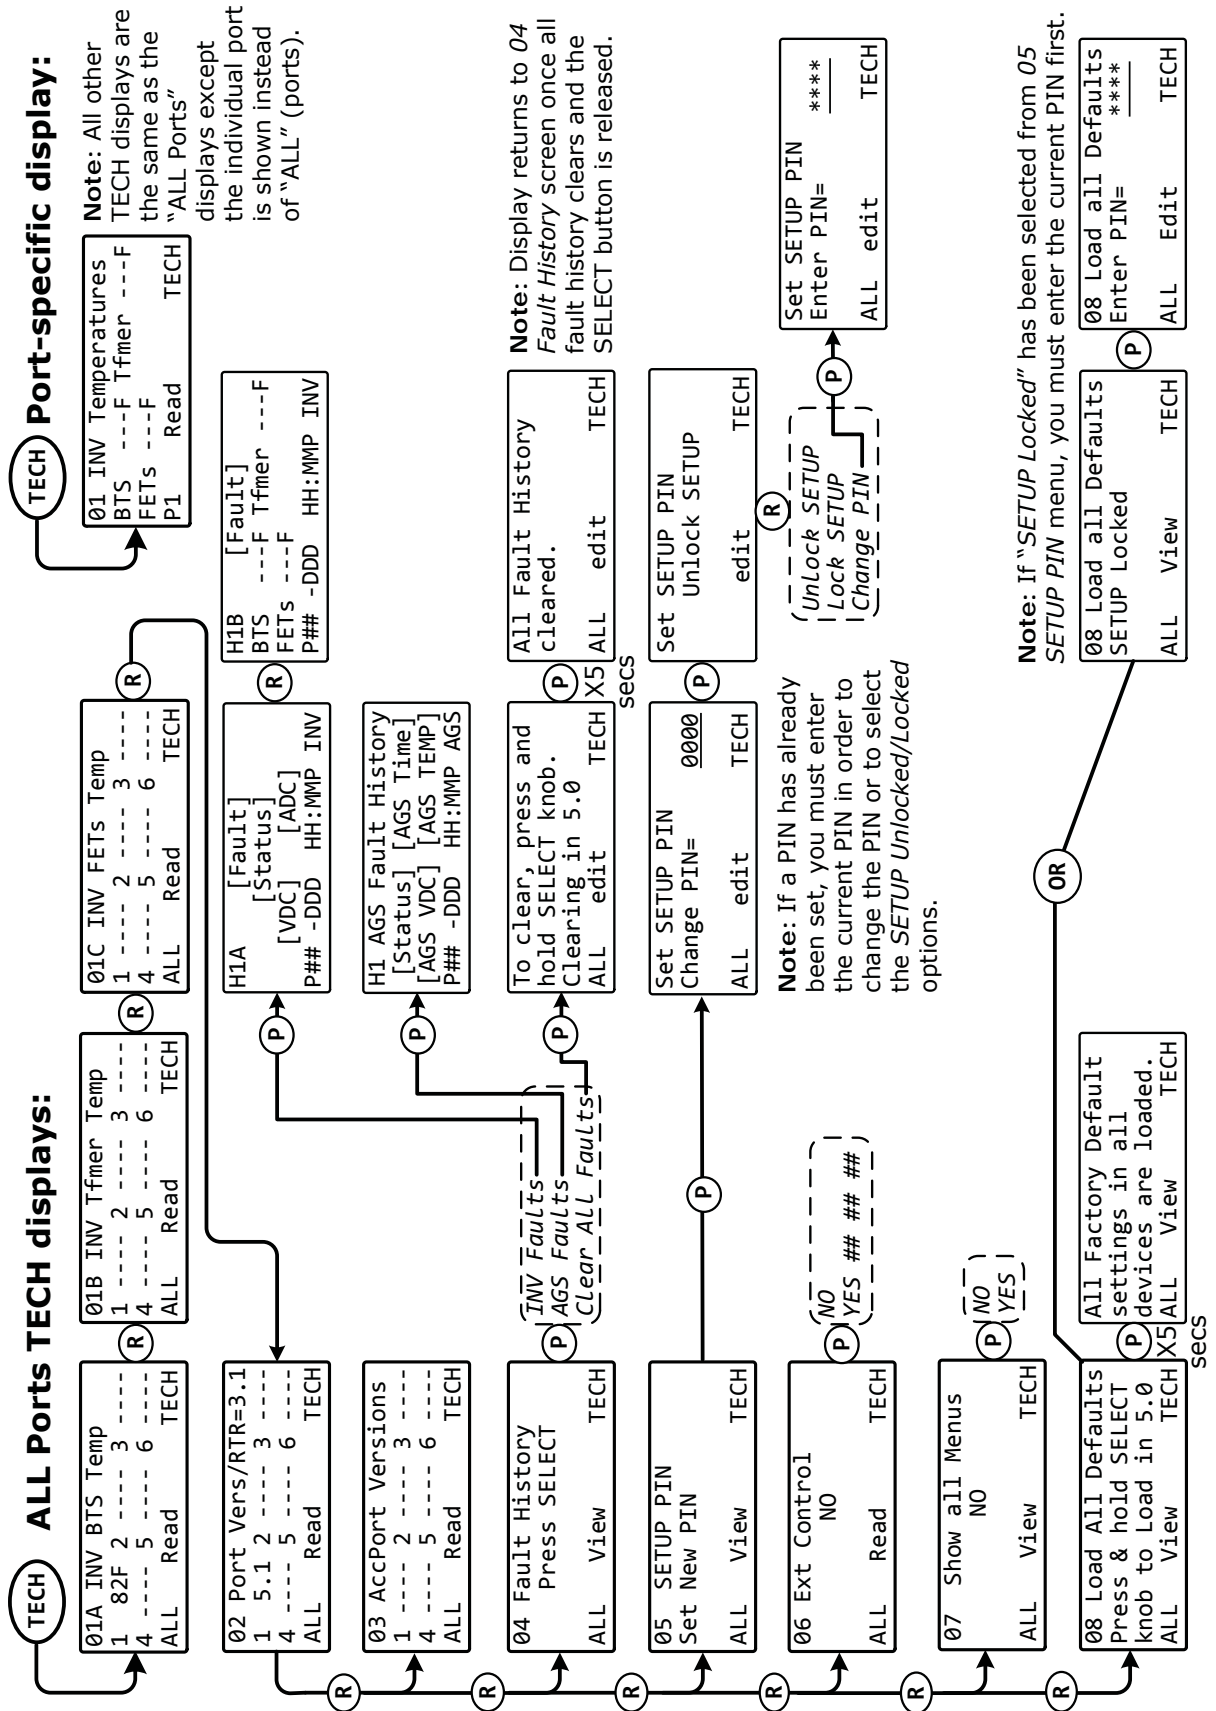 TECH
ALL Ports TECH displays:
01A INV BTS Temp
1 82F 2 ---- 3 ----
4 ---- 5 ---- 6 ----
ALL Read TECH
R
01B INV Tfmer Temp
1 ---- 2 ---- 3 ----
4 ---- 5 ---- 6 ----
ALL Read TECH
R
01C INV FETs Temp
1 ---- 2 ---- 3 ----
4 ---- 5 ---- 6 ----
ALL Read TECH
R
TECH
Port-specific display:
01 INV Temperatures
BTS ---F Tfmer ---F
FETs ---F
P1 Read TECH
Note: All other
TECH displays are
the same as the
“ALL Ports”
displays except
the individual port
is shown instead
of “ALL” (ports).
02 Port Vers/RTR=3.1
1 5.1 2 ---- 3 ----
4 ---- 5 ---- 6 ----
ALL Read TECH
R
03 AccPort Versions
1 ---- 2 ---- 3 ----
4 ---- 5 ---- 6 ----
ALL Read TECH
R
04 Fault History
Press SELECT
ALL View TECH
P
INV Faults
AGS Faults
Clear All Faults
P
H1A [Fault]
[Status]
[VDC] [ADC]
P## -DDD HH:MMP INV
R
H1B [Fault]
BTS ---F Tfmer ---F
FETs ---F
P## -DDD HH:MMP INV
P
H1 AGS Fault History
[Status] [AGS Time]
[AGS VDC] [AGS TEMP]
P## -DDD HH:MMP AGS
P
To clear, press and
hold SELECT knob.
Clearing in 5.0
ALL edit TECH
P
X5
secs
All Fault History
cleared.
ALL edit TECH
Note: Display returns to 04
Fault History screen once all
fault history clears and the
SELECT button is released.
R
05 SETUP PIN
Set New PIN
ALL View TECH
P
Set SETUP PIN
Change PIN= 0000
ALL edit TECH
P
Set SETUP PIN
Unlock SETUP
edit TECH
R
Unlock SETUP
Lock SETUP
Change PIN
P
Set SETUP PIN
Enter PIN= ****
ALL edit TECH
Note: If a PIN has already
been set, you must enter
the current PIN in order to
change the PIN or to select
the SETUP Unlocked/Locked
options.
R
06 Ext Control
NO
ALL Read TECH
P
NO
YES ## ## ##
R
07 Show all Menus
NO
ALL View TECH
P
NO
YES
R
08 Load All Defaults
Press & hold SELECT
knob to Load in 5.0
ALL View TECH
P
X5
secs
All Factory Default
settings in all
devices are loaded.
ALL View TECH
OR
Note: If “SETUP Locked” has been selected from 05
SETUP PIN menu, you must enter the current PIN first.
08 Load all Defaults
SETUP Locked
ALL View TECH
P
08 Load all Defaults
Enter PIN= ****
ALL Edit TECH